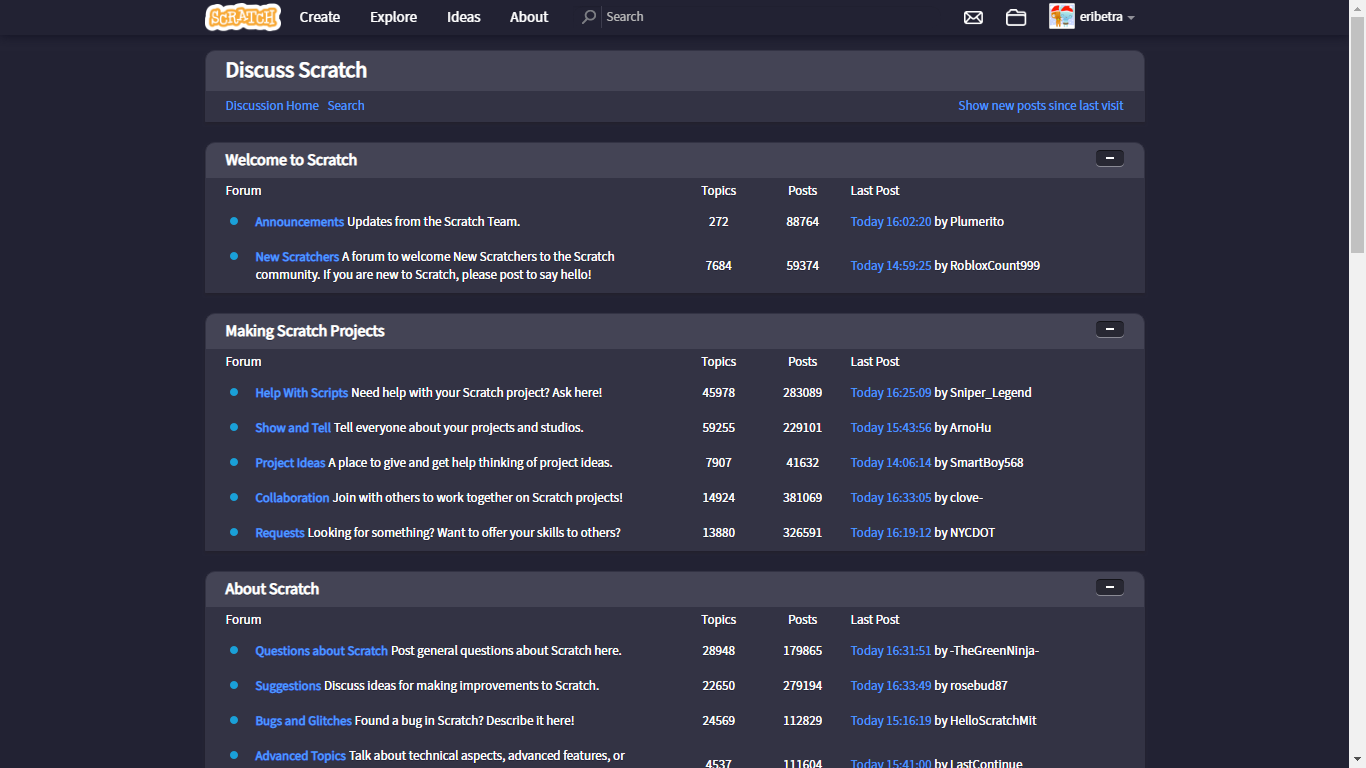 SCRATCH Create Explore Ideas About Search eribetra
Discuss Scratch
Discussion Home Search Show new posts since last visit
Welcome to Scratch
Forum Topics Posts Last Post
Announcements Updates from the Scratch Team. 272 88764 Today 16:02:20 by Plumerito
New Scratchers A forum to welcome New Scratchers to the Scratch
community. If you are new to Scratch, please post to say hello! 7684 59374 Today 14:59:25 by RobloxCount999
Making Scratch Projects
Forum Topics Posts Last Post
Help With Scripts Need help with your Scratch project? Ask here! 45978 283089 Today 16:25:09 by Sniper_Legend
Show and Tell Tell everyone about your projects and studios. 59255 229101 Today 15:43:56 by ArnoHu
Project Ideas A place to give and get help thinking of project ideas. 7907 41632 Today 14:06:14 by SmartBoy568
Collaboration Join with others to work together on Scratch projects! 14924 381069 Today 16:33:05 by clove-
Requests Looking for something? Want to offer your skills to others? 13880 326591 Today 16:19:12 by NYCDOT
About Scratch
Forum Topics Posts Last Post
Questions about Scratch Post general questions about Scratch here. 28948 179865 Today 16:31:51 by -TheGreenNinja-
Suggestions Discuss ideas for making improvements to Scratch. 22650 279194 Today 16:33:49 by rosebud87
Bugs and Glitches Found a bug in Scratch? Describe it here! 24569 112829 Today 15:16:19 by HelloScratchMit
Advanced Topics Talk about technical aspects, advanced features, or
4537 111604 Today 15:41:00 by LastContinue